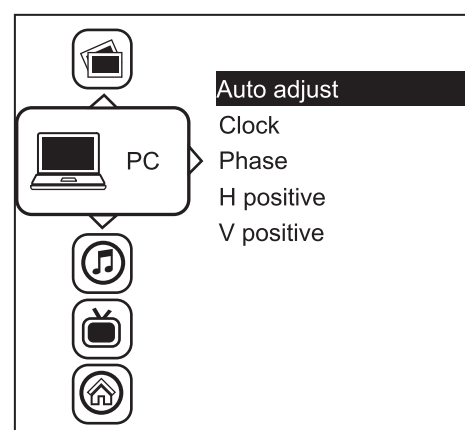 PC
Auto adjust
Clock
Phase
H positive
V positive